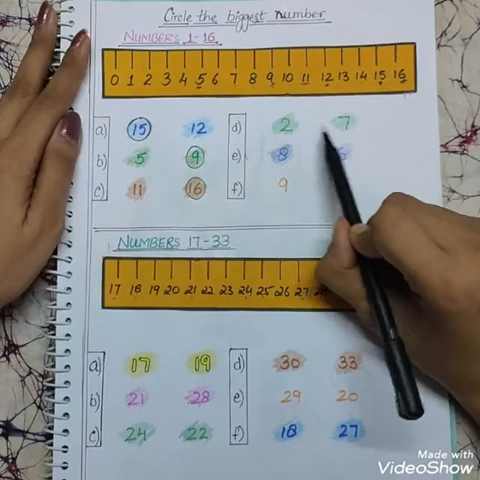 Circle the biggest number
NUMBERS 1-16
0 1 2 3 4 5 6 7 8 9 10 11 12 13 14 15 16
a) 15 12 d) 2 7
b) 5 9 e) 8
c) 11 16 f) 9
NUMBERS 17-33
17 18 19 20 21 22 23 24 25 26 27
a) 17 19 d) 30 33
b) 21 28 e) 29 20
c) 24 22 f) 18 27
Made with
VideoShow